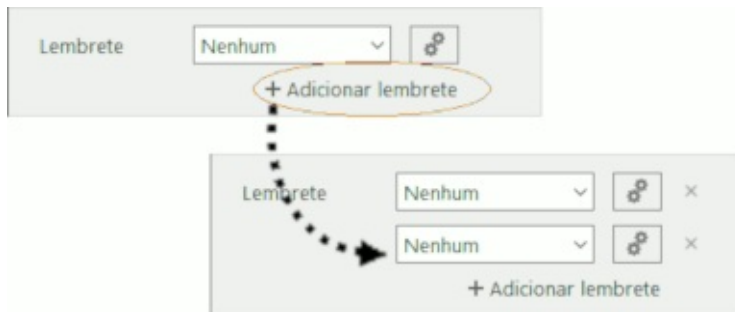 Lembrete Nenhum
+ Adicionar lembrete
Lembrete Nenhum ×
Nenhum ×
+ Adicionar lembrete